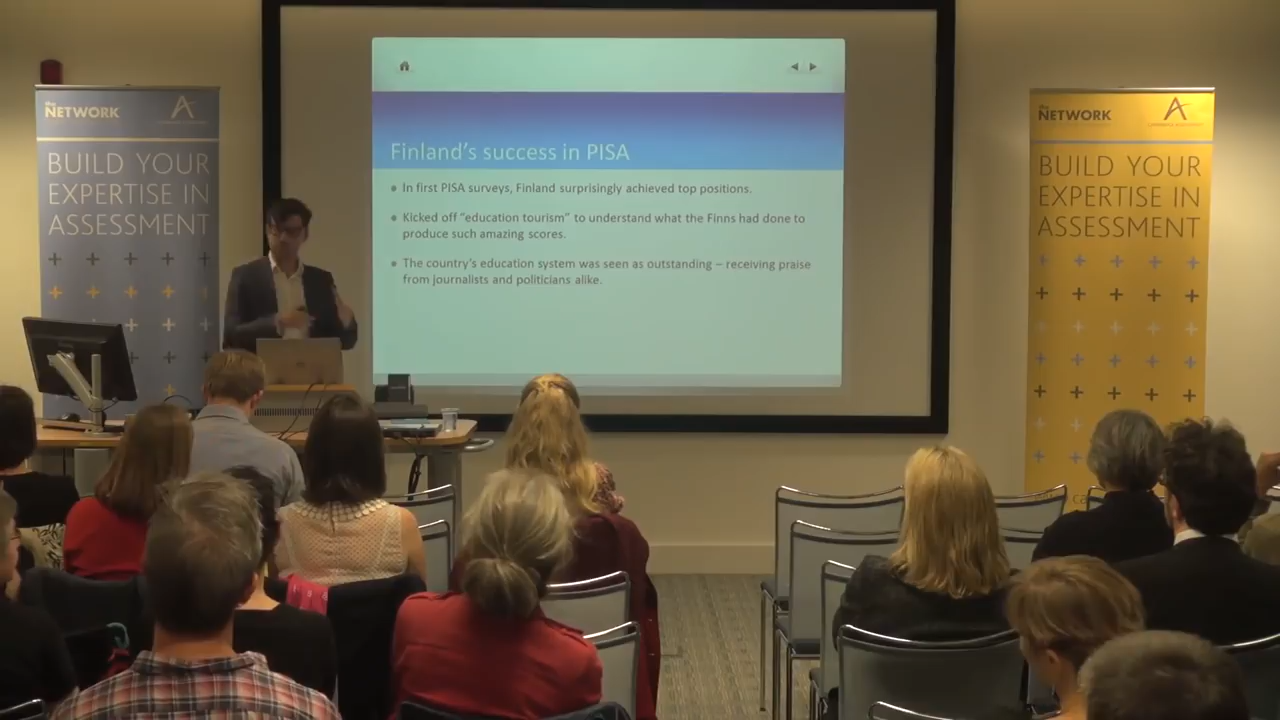 the
NETWORK
BUILD YOUR
EXPERTISE IN
ASSESSMENT
Finland's success in PISA
In first PISA surveys, Finland surprisingly achieved top positions.
Kicked off "education tourism" to understand what the Finns had done to
produce such amazing scores.
The country's education system was seen as outstanding – receiving praise
from journalists and politicians alike.
the
NETWORK
BUILD YOUR
EXPERTISE IN
ASSESSMENT